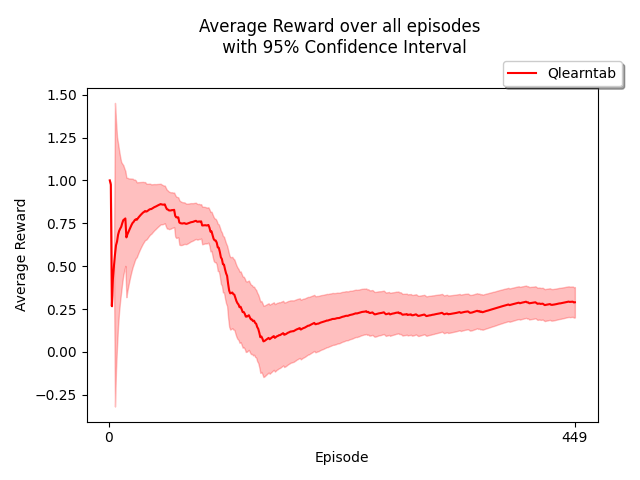 Average Reward over all episodes
with 95% Confidence Interval
Qlearntab
1.50
1.25
1.00
0.75
0.50
0.25
0.00
−0.25
Average Reward
0
449
Episode